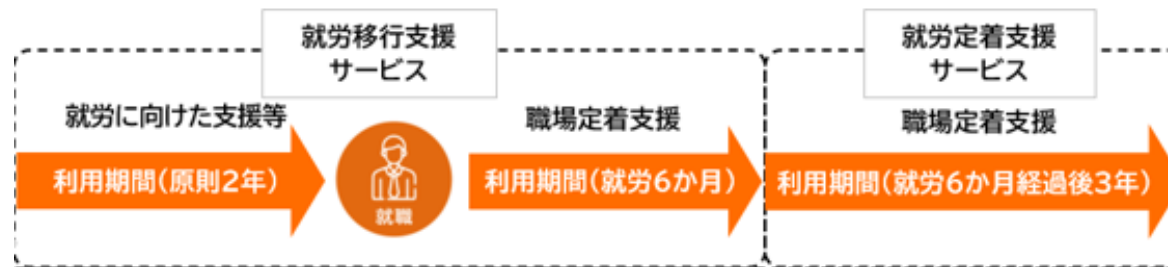 就労移行支援
サービス
就労に向けた支援等
利用期間(原則2年)
就職
職場定着支援
利用期間(就労6か月)
就労定着支援
サービス
職場定着支援
利用期間(就労6か月経過後3年)